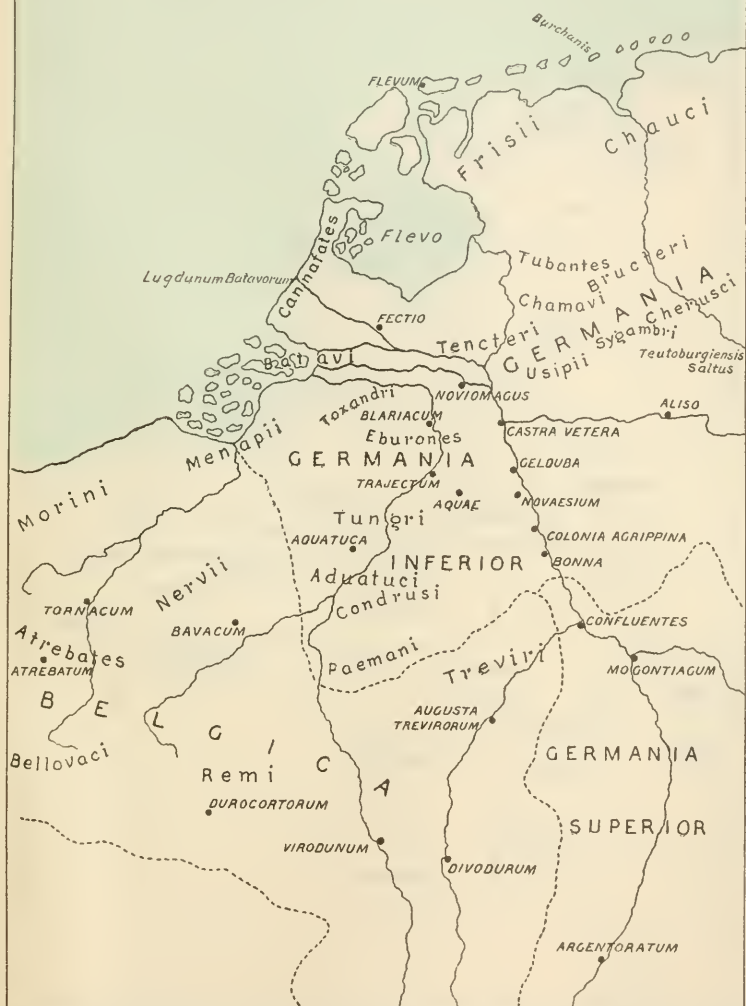 Burchanis
FLEVUM
Frisii
Chauci
Flevo
Cannafates
Lugdunum Batavorum
Tubantes
Bructeri
Chamavi
GERMANIA
Cherusci
FECTIO
Tencteri
Sygambri
Usipii
Teutoburgiensis
Saltus
Batavi
NOVIOMAGUS
Toxandri
BLARIACUM
ALISO
CASTRA VETERA
Menapii
Eburones
GERMANIA
GELOUBA
TRAJECTUM
AQUAE
NOVAESIUM
Morini
Tungri
COLONIA AGRIPPINA
AQUATUCA
INFERIOR
BONNA
Nervii
Aduatuci
Condrusi
TORNACUM
BAVACUM
CONFLUENTES
Atrebates
ATREBATUM
Paemani
Treviri
MOGONTIACUM
BELGICA
AUGUSTA
TREVIRORUM
Bellovaci
GERMANIA
Remi
DUROCORTORUM
SUPERIOR
VIRODUNUM
DIVODURUM
ARGENTORATUM